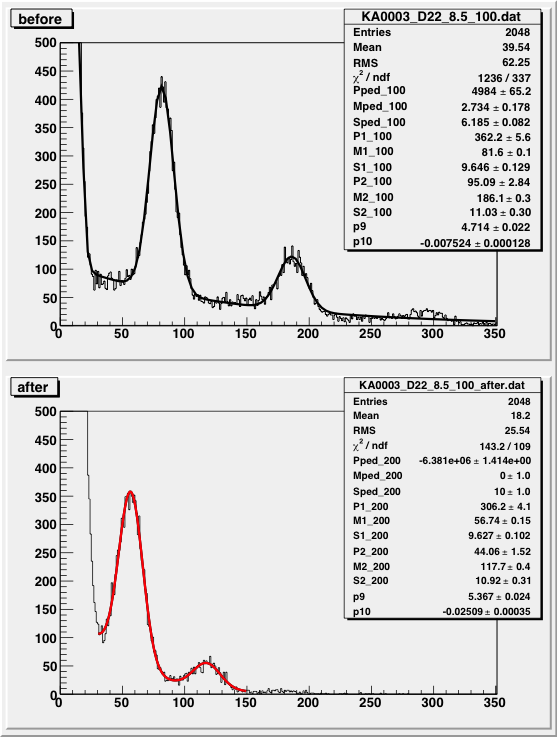 before
KA0003_D22_8.5_100.dat
Entries 2048
Mean 39.54
RMS 62.25
χ² / ndf 1236 / 337
Pped_100 4984 ± 65.2
Mped_100 2.734 ± 0.178
Sped_100 6.185 ± 0.082
P1_100 362.2 ± 5.6
M1_100 81.6 ± 0.1
S1_100 9.646 ± 0.129
P2_100 95.09 ± 2.84
M2_100 186.1 ± 0.3
S2_100 11.03 ± 0.30
p9 4.714 ± 0.022
p10 -0.007524 ± 0.000128
500
450
400
350
300
250
200
150
100
50
0
0 50 100 150 200 250 300 350
after
KA0003_D22_8.5_100_after.dat
Entries 2048
Mean 18.2
RMS 25.54
χ² / ndf 143.2 / 109
Pped_200 -6.381e+06 ± 1.414e+00
Mped_200 0 ± 1.0
Sped_200 10 ± 1.0
P1_200 306.2 ± 4.1
M1_200 56.74 ± 0.15
S1_200 9.627 ± 0.102
P2_200 44.06 ± 1.52
M2_200 117.7 ± 0.4
S2_200 10.92 ± 0.31
p9 5.367 ± 0.024
p10 -0.02509 ± 0.00035
500
450
400
350
300
250
200
150
100
50
0
0 50 100 150 200 250 300 350